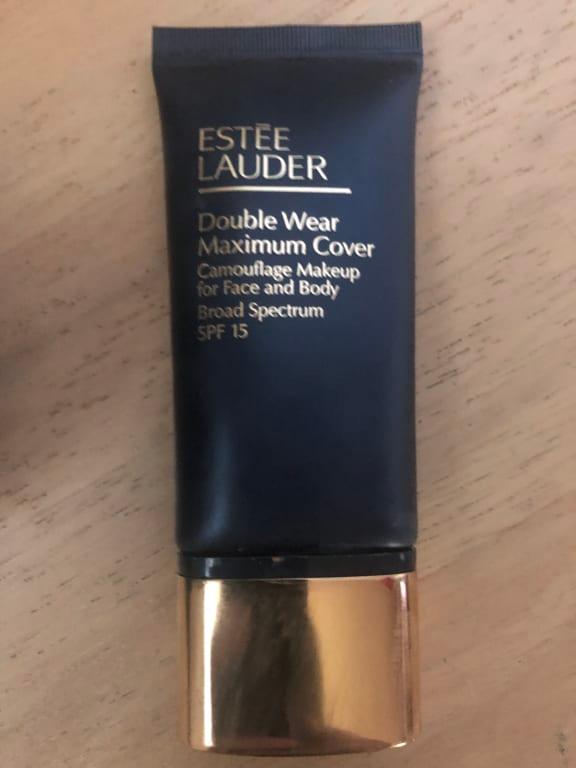 ESTĒE
LAUDER
Double Wear
Maximum Cover
Camouflage Makeup
for Face and Body
Broad Spectrum
SPF 15